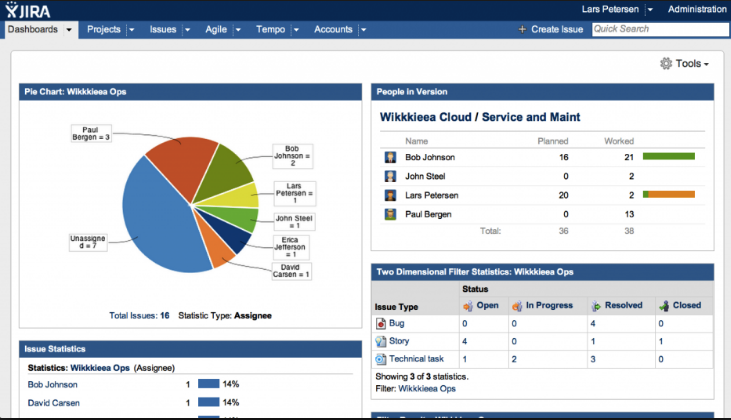 JIRA
Lars Petersen Administration
Dashboards Projects Issues Agile Tempo Accounts + Create Issue Quick Search
Tools
Pie Chart: Wikkkieea Ops
Paul
Bergen = 3
Bob
Johnson =
2
Lars
Petersen =
1
John Steel
= 1
Erica
Jefferson
= 1
David
Carsen = 1
Unassigne
d = 7
Total Issues: 16 Statistic Type: Assignee
Issue Statistics
Statistics: Wikkkieea Ops (Assignee)
Bob Johnson 1 14%
David Carsen 1 14%
People in Version
Wikkkieea Cloud / Service and Maint
Name Planned Worked
Bob Johnson 16 21
John Steel 0 2
Lars Petersen 20 2
Paul Bergen 0 13
Total: 36 38
Two Dimensional Filter Statistics: Wikkkieea Ops
Status
Issue Type Open In Progress Resolved Closed
Bug 0 0 4 0
Story 4 0 1 1
Technical task 1 2 3 0
Showing 3 of 3 statistics.
Filter: Wikkkieea Ops